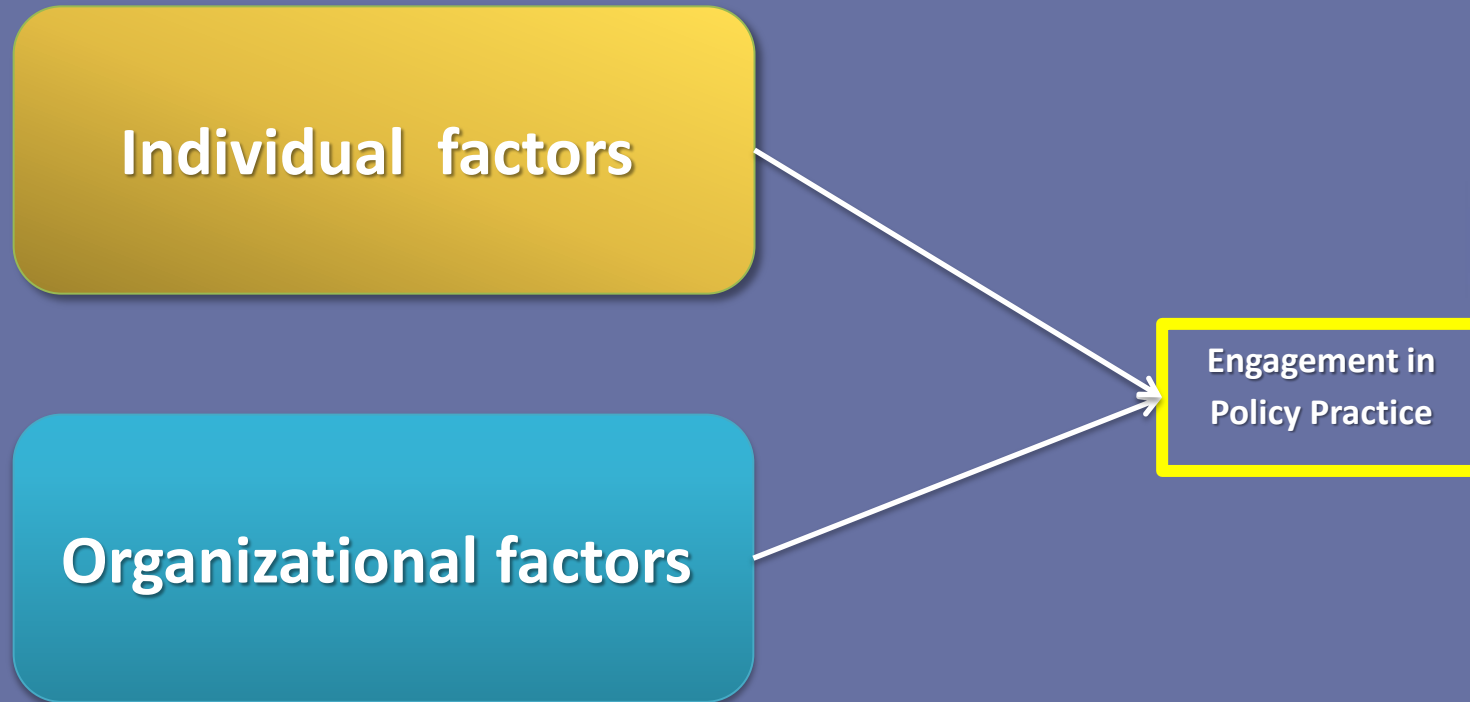 Individual  factors
Engagement in
Policy Practice
Organizational factors